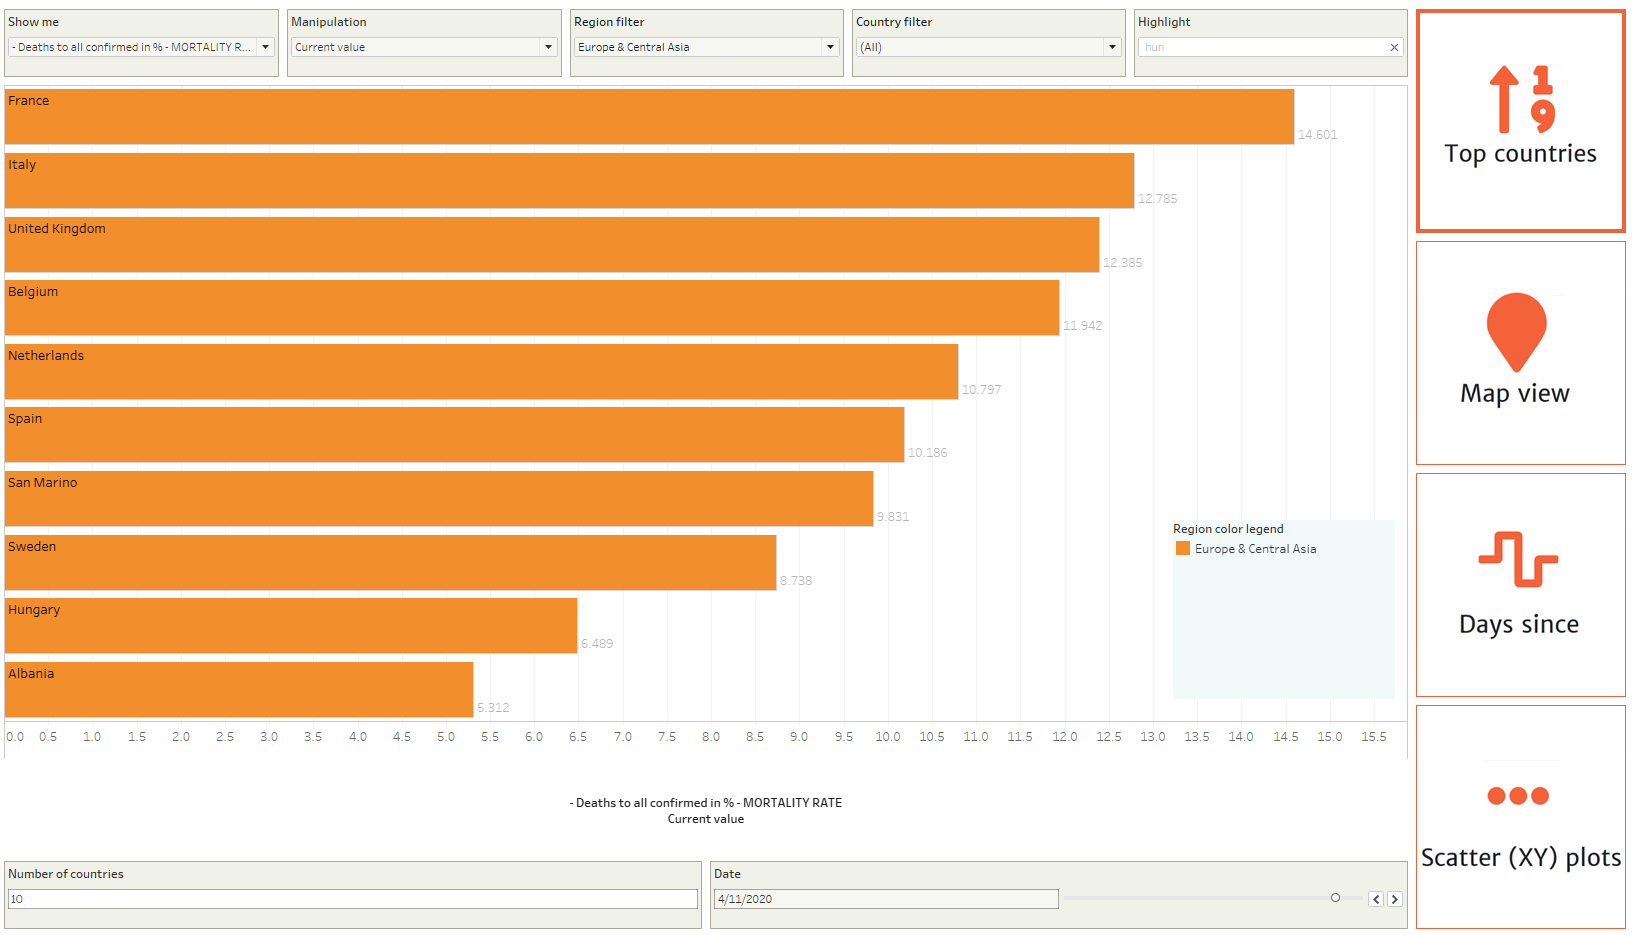 Show me
- Deaths to all confirmed in % - MORTALITY R...
Manipulation
Current value
Region filter
Europe & Central Asia
Country filter
(All)
Highlight
hun
France
14.601
Italy
12.785
United Kingdom
12.385
Belgium
11.942
Netherlands
10.797
Spain
10.186
San Marino
9.831
Sweden
8.738
Hungary
6.489
Albania
5.312
Region color legend
Europe & Central Asia
0.0 0.5 1.0 1.5 2.0 2.5 3.0 3.5 4.0 4.5 5.0 5.5 6.0 6.5 7.0 7.5 8.0 8.5 9.0 9.5 10.0 10.5 11.0 11.5 12.0 12.5 13.0 13.5 14.0 14.5 15.0 15.5
- Deaths to all confirmed in % - MORTALITY RATE
Current value
Number of countries
10
Date
4/11/2020
1
9
Top countries
Map view
Days since
Scatter (XY) plots